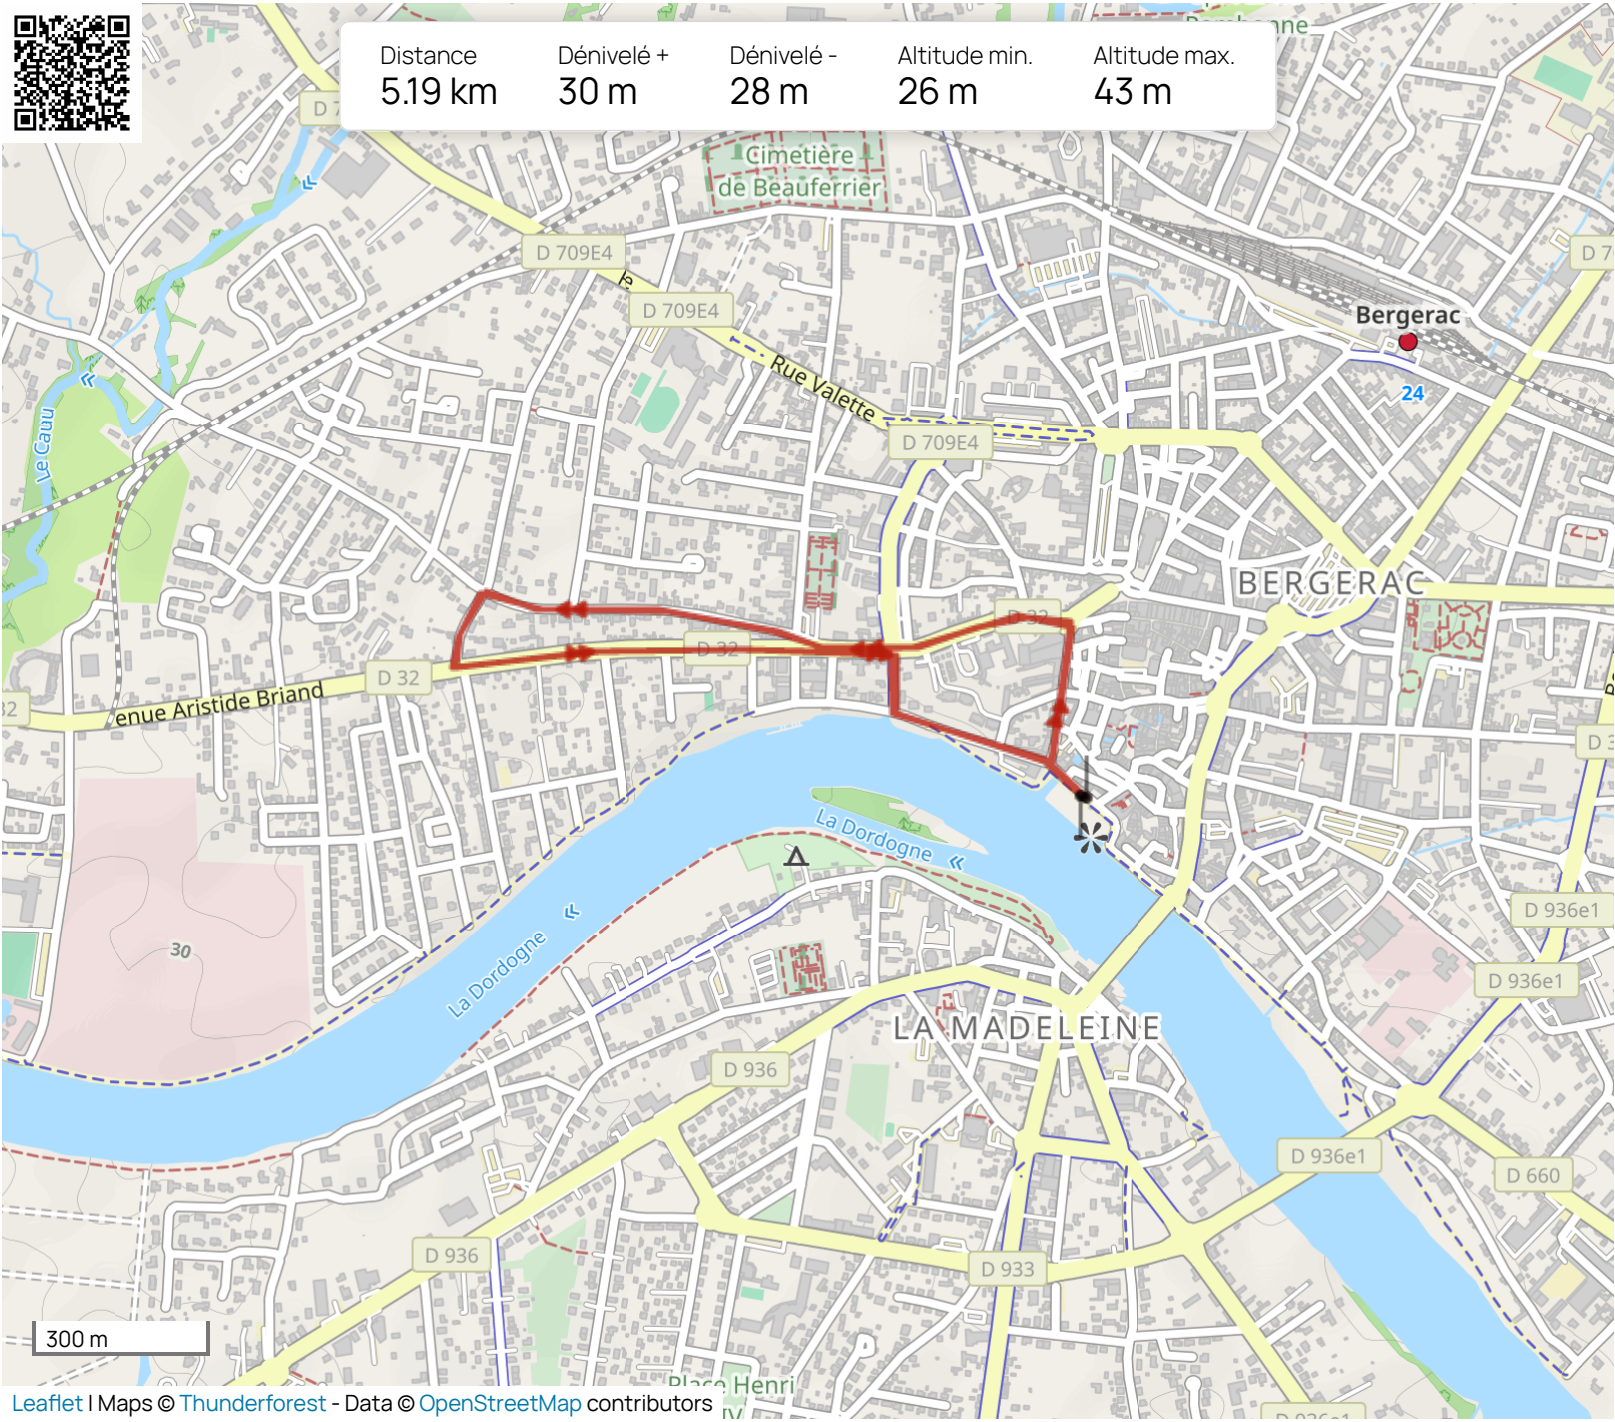 Distance
5.19 km
Dénivelé +
30 m
Dénivelé -
28 m
Altitude min.
26 m
Altitude max.
43 m
Cimetière
de Beauferrier
D 709E4
D 709E4
Bergerac
Rue Valette
24
D 709E4
Le Cauu
BERGERAC
D 32
D 32
D 32
enue Aristide Briand
La Dordogne
D 936e1
30
La Dordogne
D 936e1
LA MADELEINE
D 936
D 936e1
D 660
D 936
D 933
300 m
Place Henri
IV
Leaflet | Maps © Thunderforest - Data © OpenStreetMap contributors